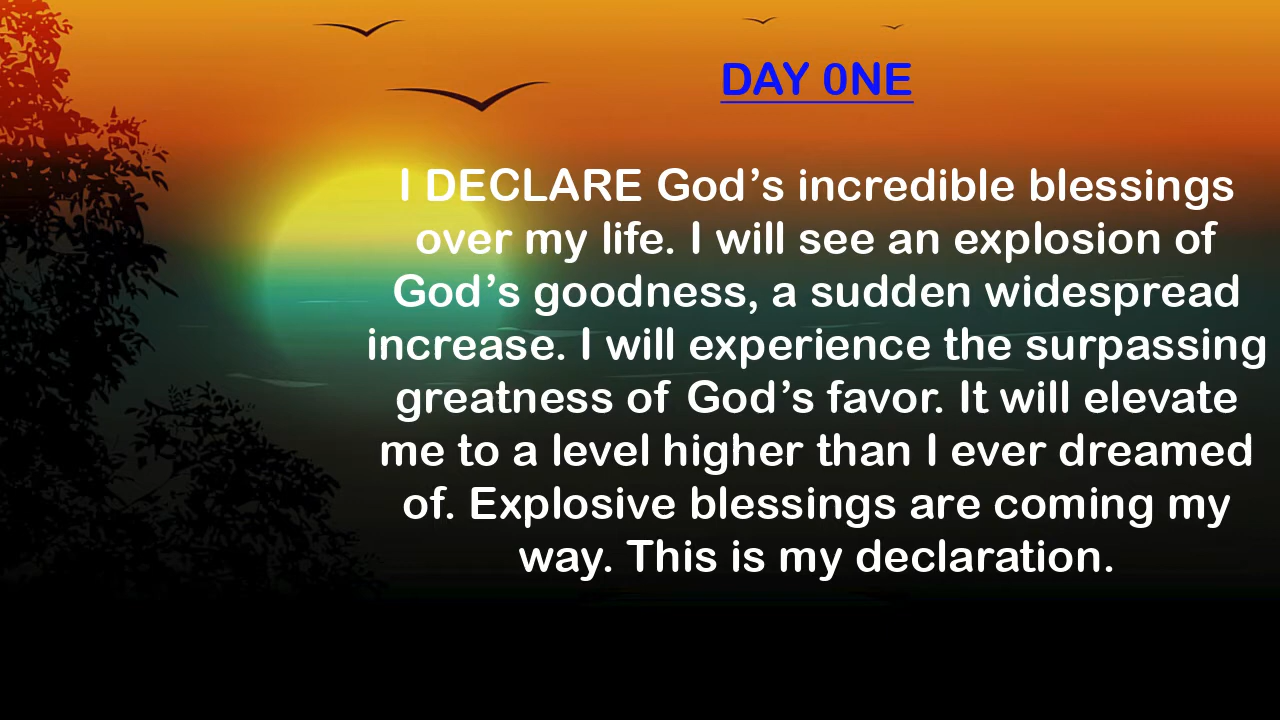 DAY 0NE
I DECLARE God’s incredible blessings
over my life. I will see an explosion of
God’s goodness, a sudden widespread
increase. I will experience the surpassing
greatness of God’s favor. It will elevate
me to a level higher than I ever dreamed
of. Explosive blessings are coming my
way. This is my declaration.